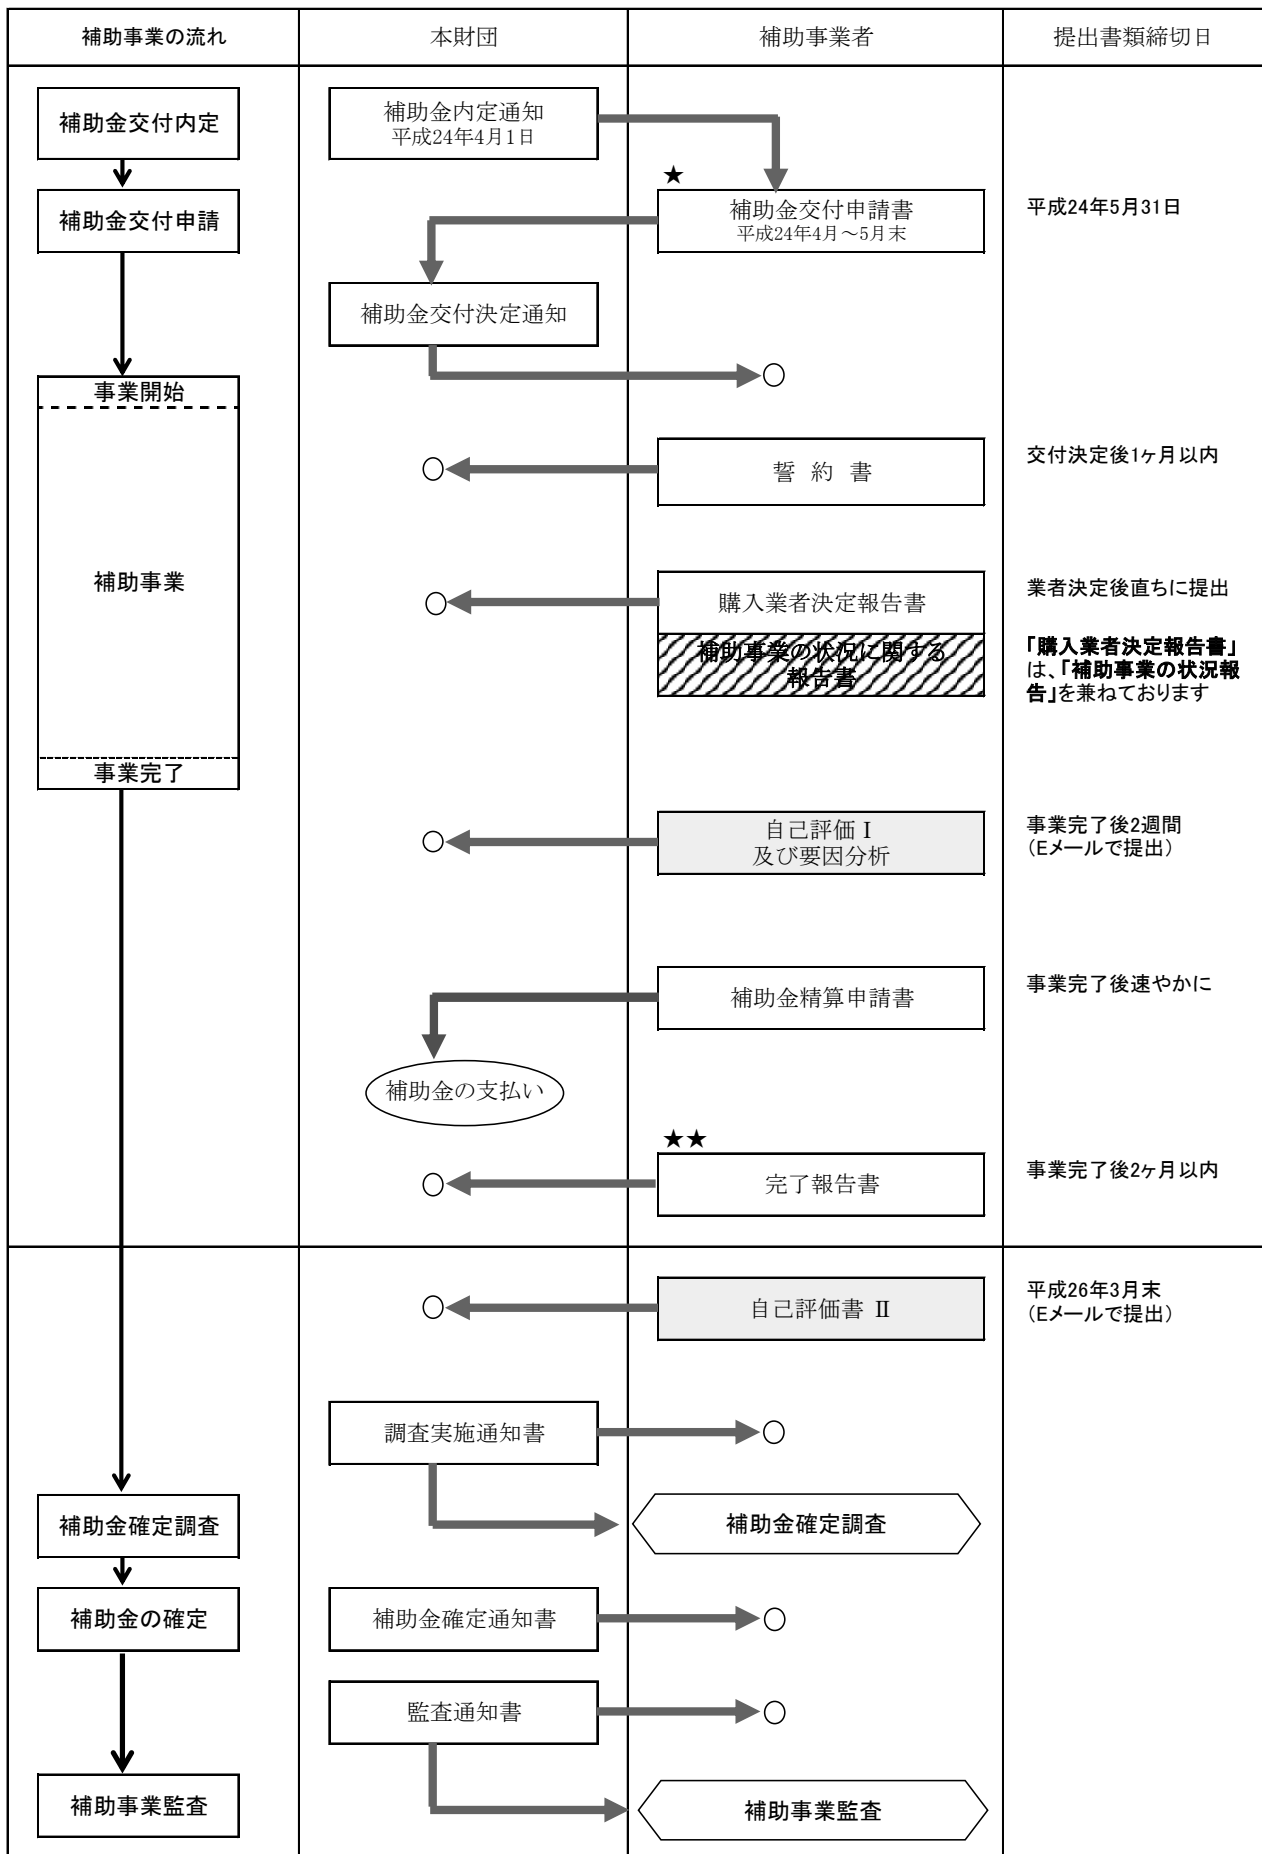 補助事業の流れ
本財団
補助事業者
提出書類締切日
補助金交付内定
補助金内定通知
平成24年4月1日
★
補助金交付申請
補助金交付申請書
平成24年4月～5月末
平成24年5月31日
補助金交付決定通知
事業開始
誓 約 書
交付決定後1ヶ月以内
補助事業
購入業者決定報告書
業者決定後直ちに提出
補助事業の状況に関する
報告書
「購入業者決定報告書」
は、「補助事業の状況報
告」を兼ねております
事業完了
自己評価 Ⅰ
及び要因分析
事業完了後2週間
（Eメールで提出）
補助金精算申請書
事業完了後速やかに
補助金の支払い
★★
完了報告書
事業完了後2ヶ月以内
自己評価書 Ⅱ
平成26年3月末
（Eメールで提出）
調査実施通知書
補助金確定調査
補助金確定調査
補助金の確定
補助金確定通知書
監査通知書
補助事業監査
補助事業監査